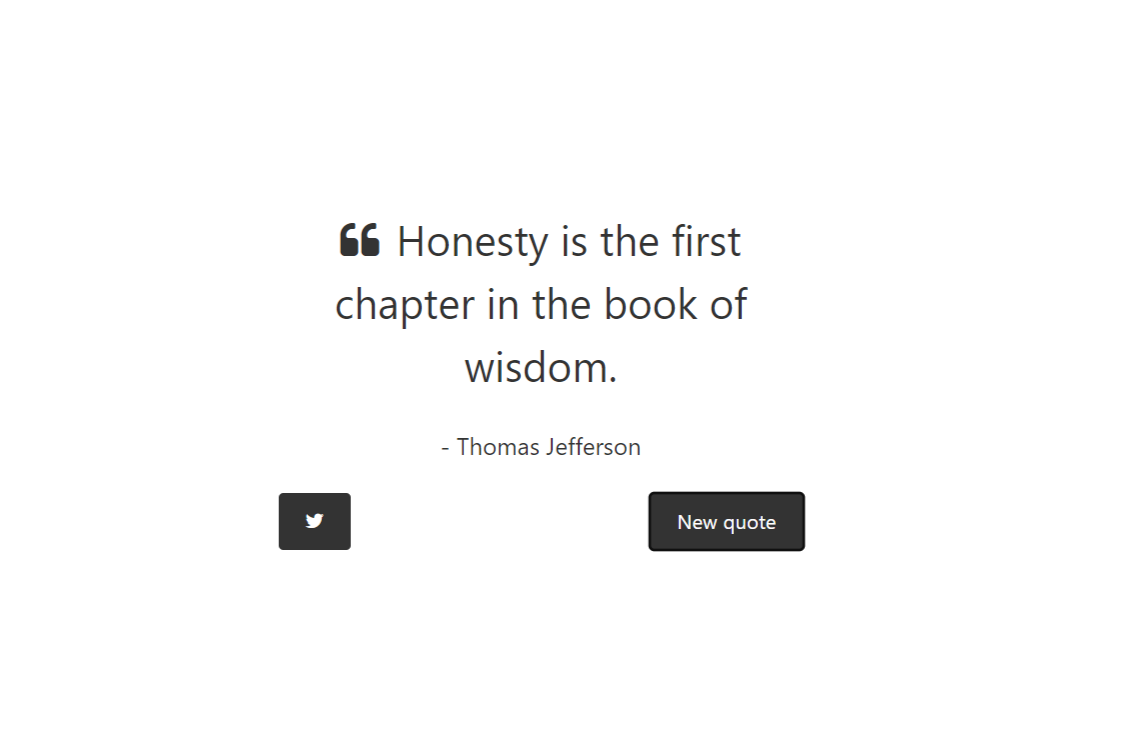 ❝ Honesty is the first
chapter in the book of
wisdom.
- Thomas Jefferson
New quote